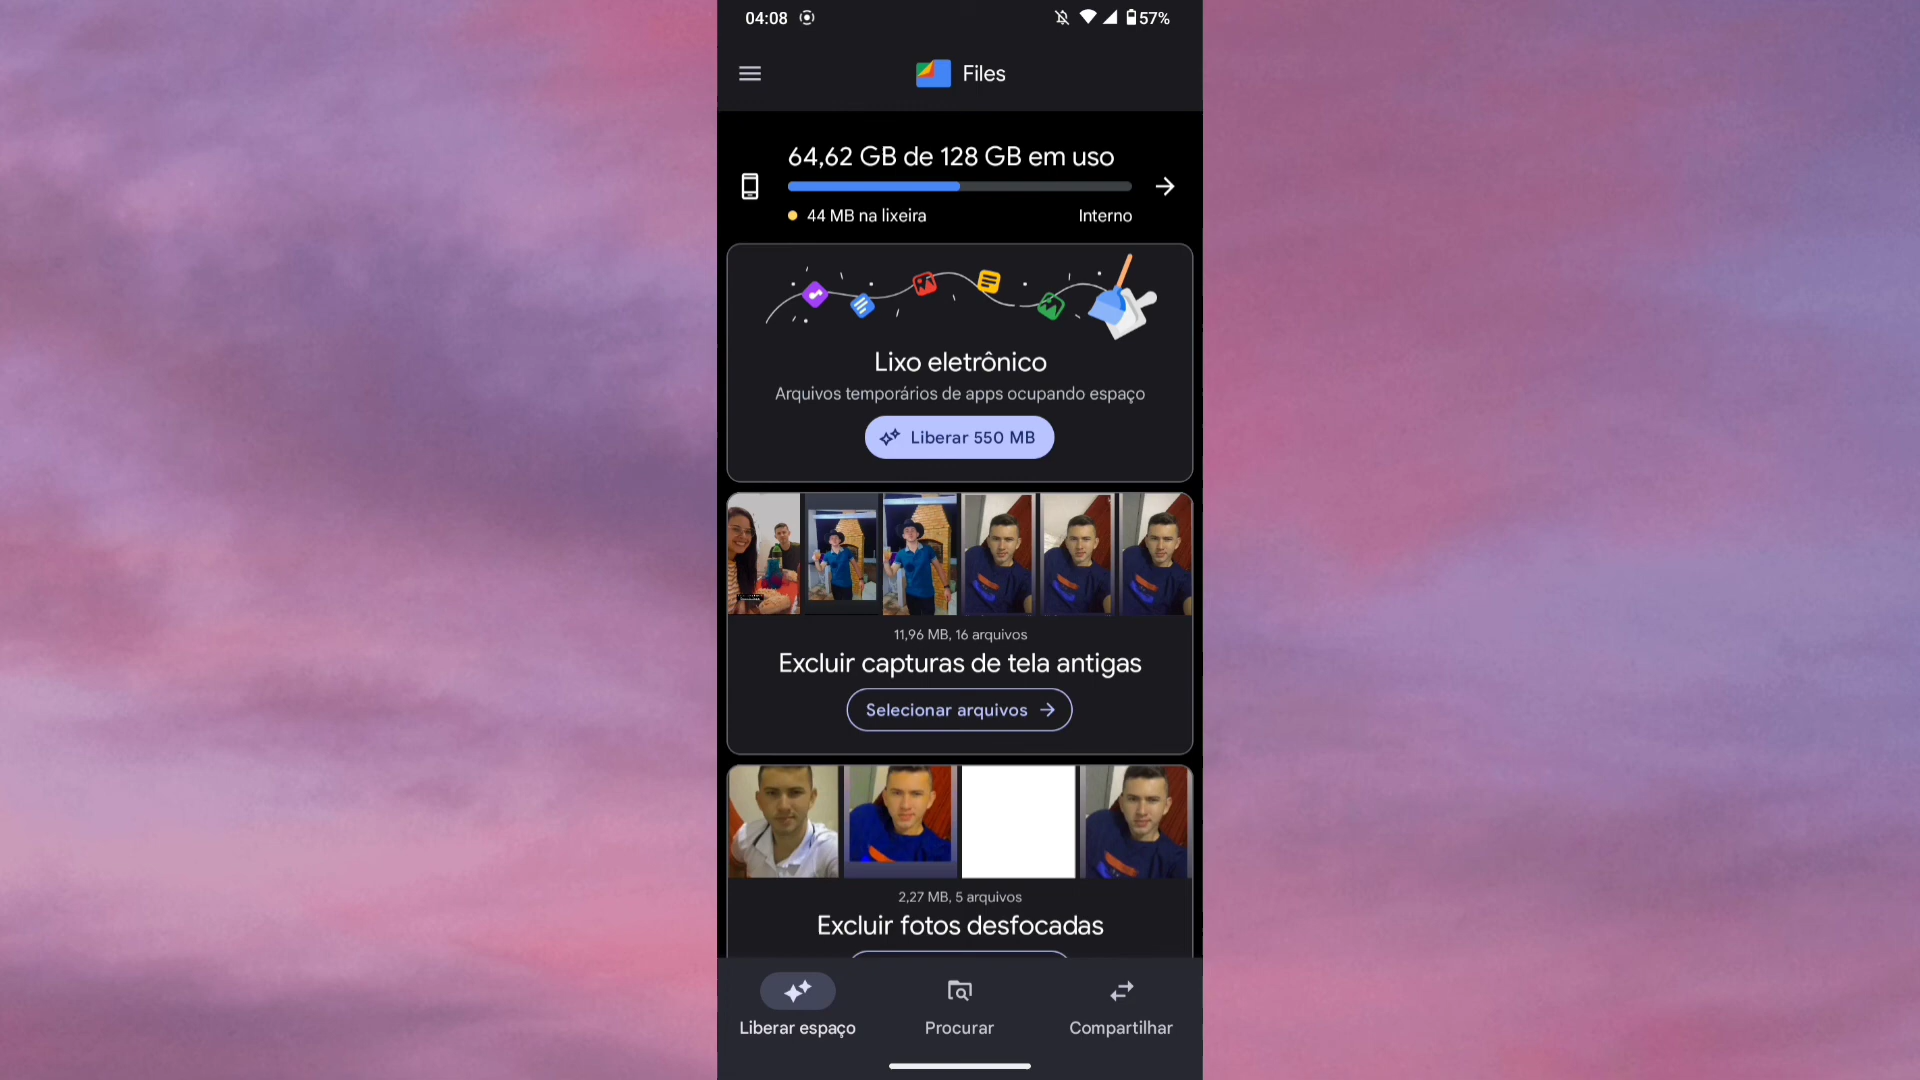 04:08
57%
Files
64,62 GB de 128 GB em uso
44 MB na lixeira
Interno
Lixo eletrônico
Arquivos temporários de apps ocupando espaço
Liberar 550 MB
11,96 MB, 16 arquivos
Excluir capturas de tela antigas
Selecionar arquivos
2,27 MB, 5 arquivos
Excluir fotos desfocadas
Liberar espaço
Procurar
Compartilhar